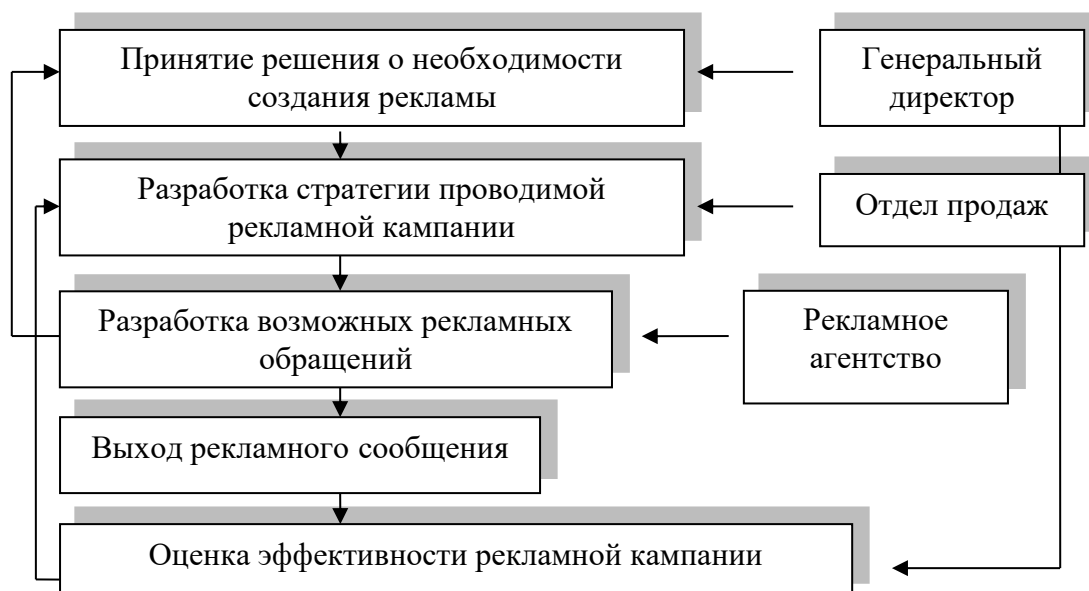 Принятие решения о необходимости
создания рекламы
Генеральный
директор
Разработка стратегии проводимой
рекламной кампании
Отдел продаж
Разработка возможных рекламных
обращений
Рекламное
агентство
Выход рекламного сообщения
Оценка эффективности рекламной кампании